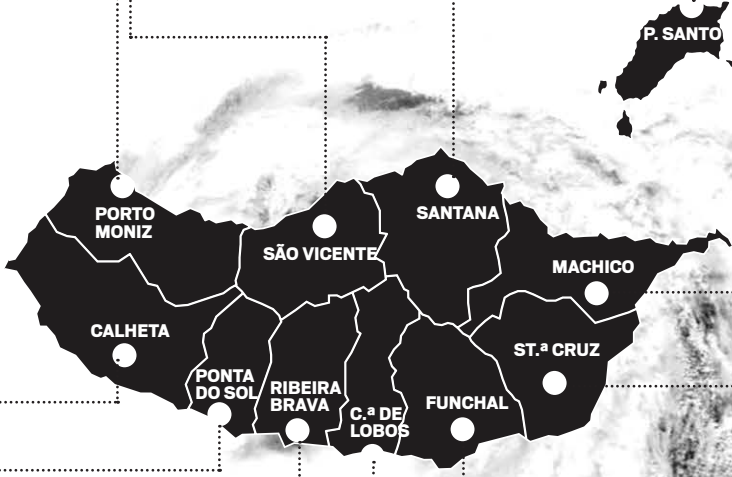 P. SANTO
PORTO
MONIZ
SANTANA
SÃO VICENTE
MACHICO
CALHETA
ST.ª CRUZ
PONTA
DO SOL
RIBEIRA
BRAVA
C.ª DE
LOBOS
FUNCHAL